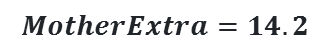 MotherExtra = 14.2